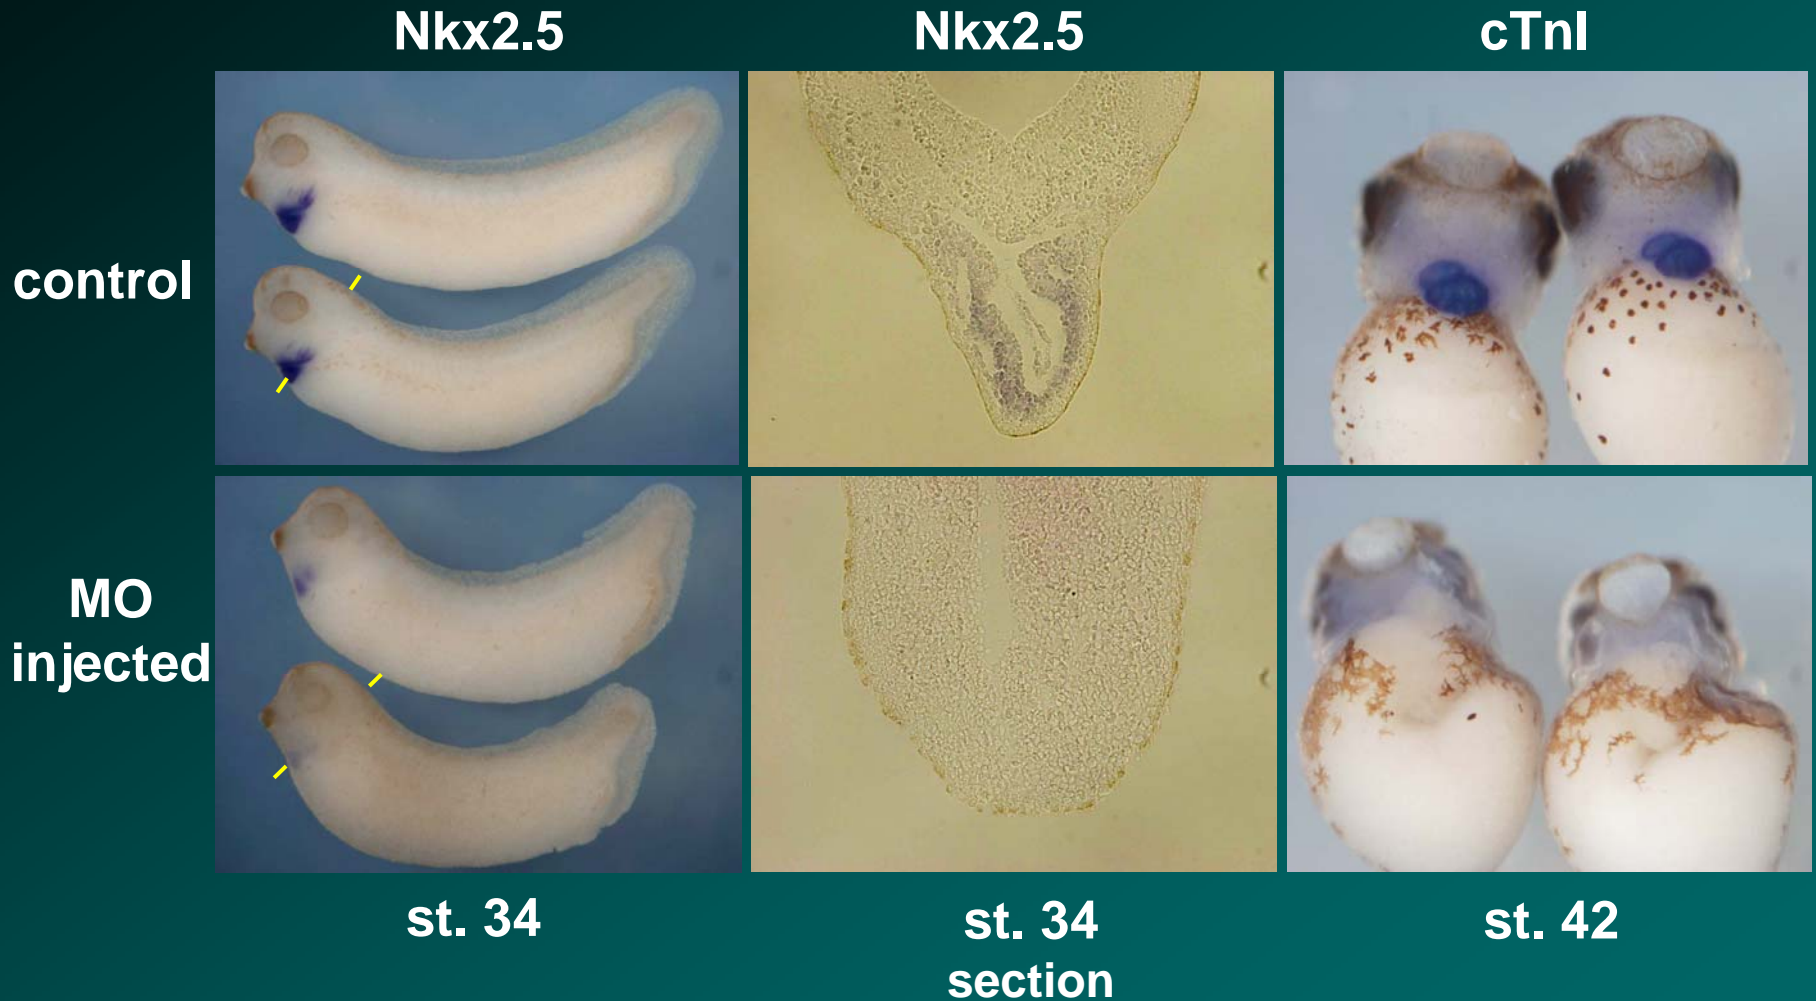 Nkx2.5
Nkx2.5
cTnI
control
MO
injected
st. 34
st. 34
section
st. 42